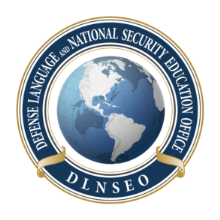 DEFENSE LANGUAGE AND NATIONAL SECURITY EDUCATION OFFICE
DLNSEO